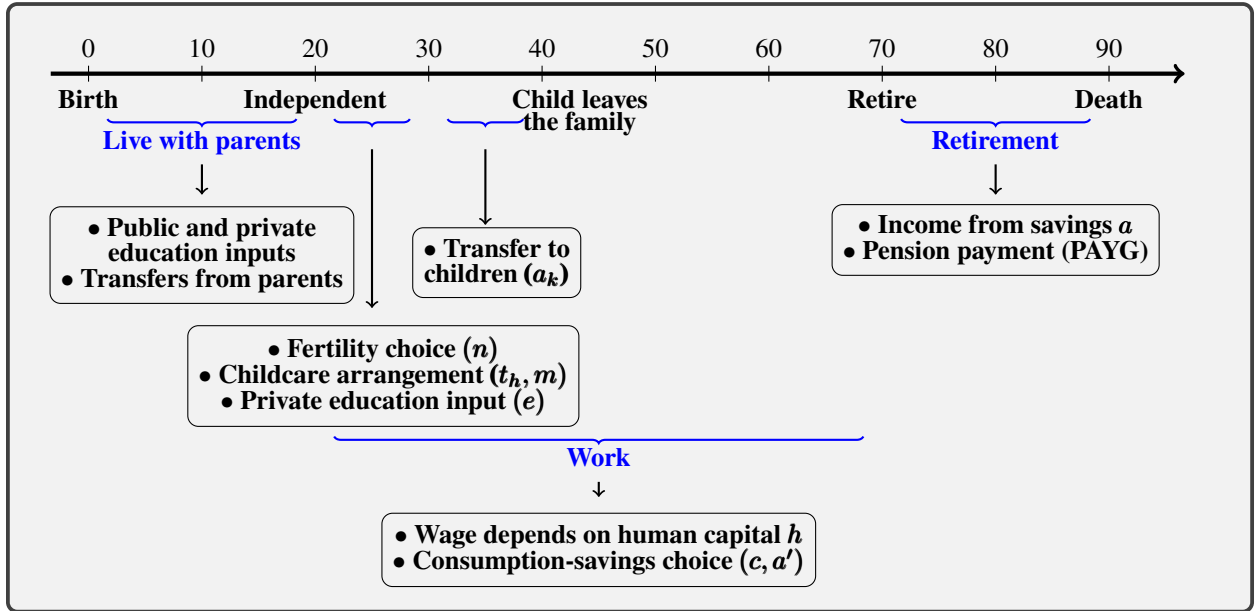 0 10 20 30 40 50 60 70 80 90
Birth Independent Child leaves Retire Death
the family
Live with parents Retirement
• Public and private
education inputs
• Transfers from parents
• Transfer to
children (a_k)
• Income from savings a
• Pension payment (PAYG)
• Fertility choice (n)
• Childcare arrangement (t_h, m)
• Private education input (e)
Work
• Wage depends on human capital h
• Consumption-savings choice (c, a′)